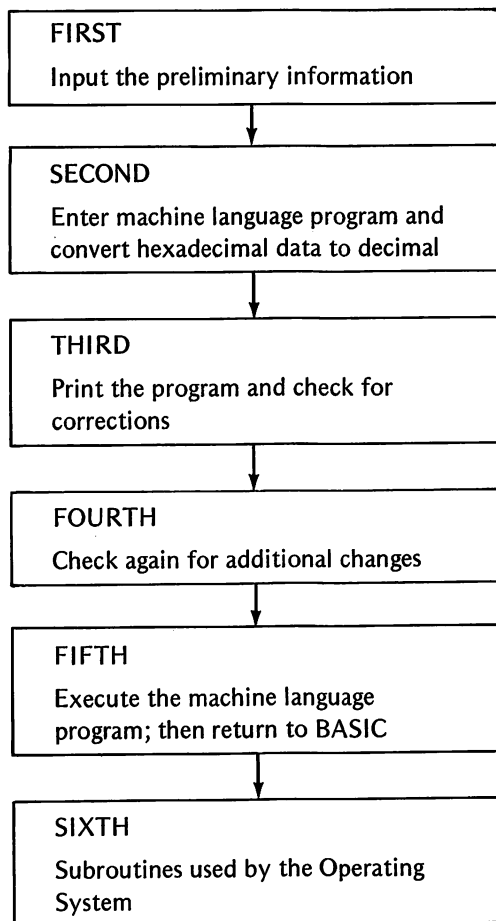 FIRST
Input the preliminary information
SECOND
Enter machine language program and
convert hexadecimal data to decimal
THIRD
Print the program and check for
corrections
FOURTH
Check again for additional changes
FIFTH
Execute the machine language
program; then return to BASIC
SIXTH
Subroutines used by the Operating
System